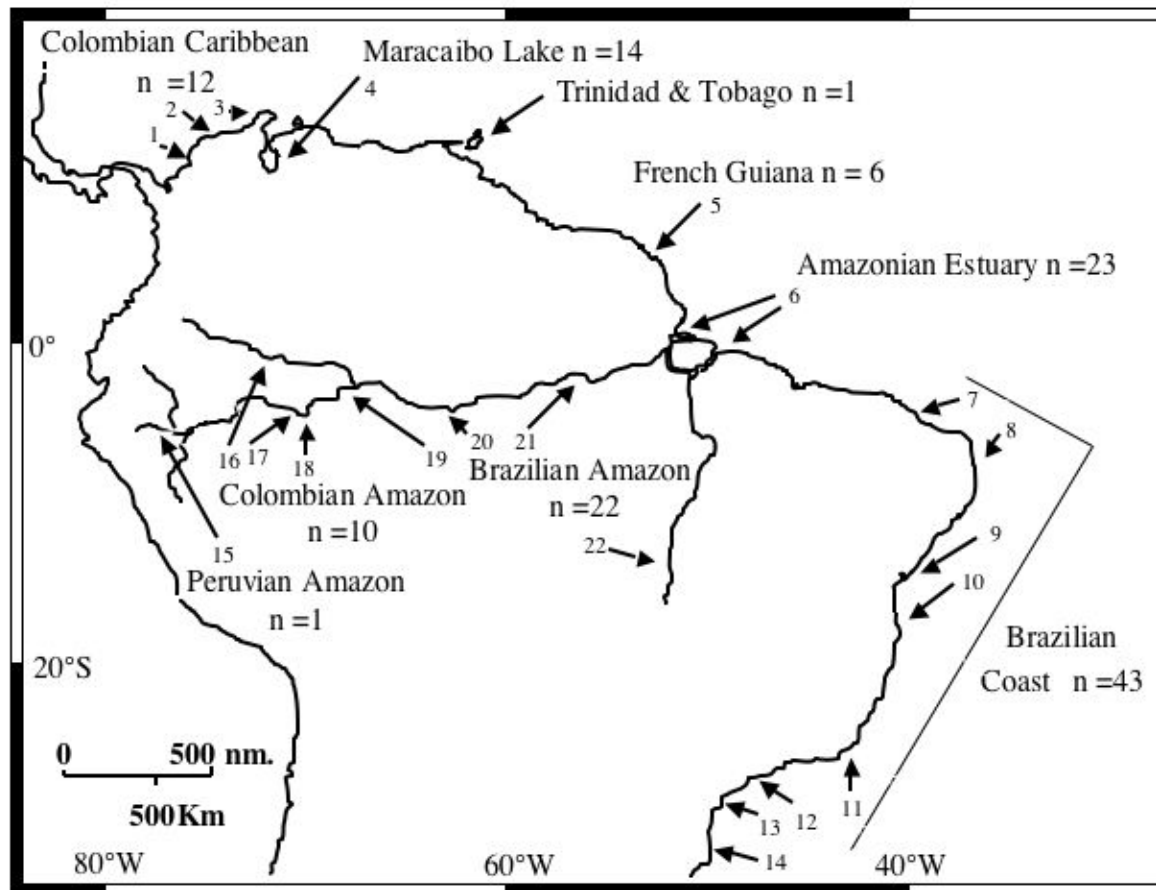 Colombian Caribbean
n =12
Maracaibo Lake n =14
4
Trinidad & Tobago n =1
3
2
1
French Guiana n = 6
5
Amazonian Estuary n =23
6
0°
7
8
16
17
18
19
20
21
Colombian Amazon
n =10
Brazilian Amazon
n =22
15
Peruvian Amazon
n =1
22
9
10
Brazilian
Coast n =43
20°S
0 500 nm.
500Km
11
12
13
14
80°W
60°W
40°W